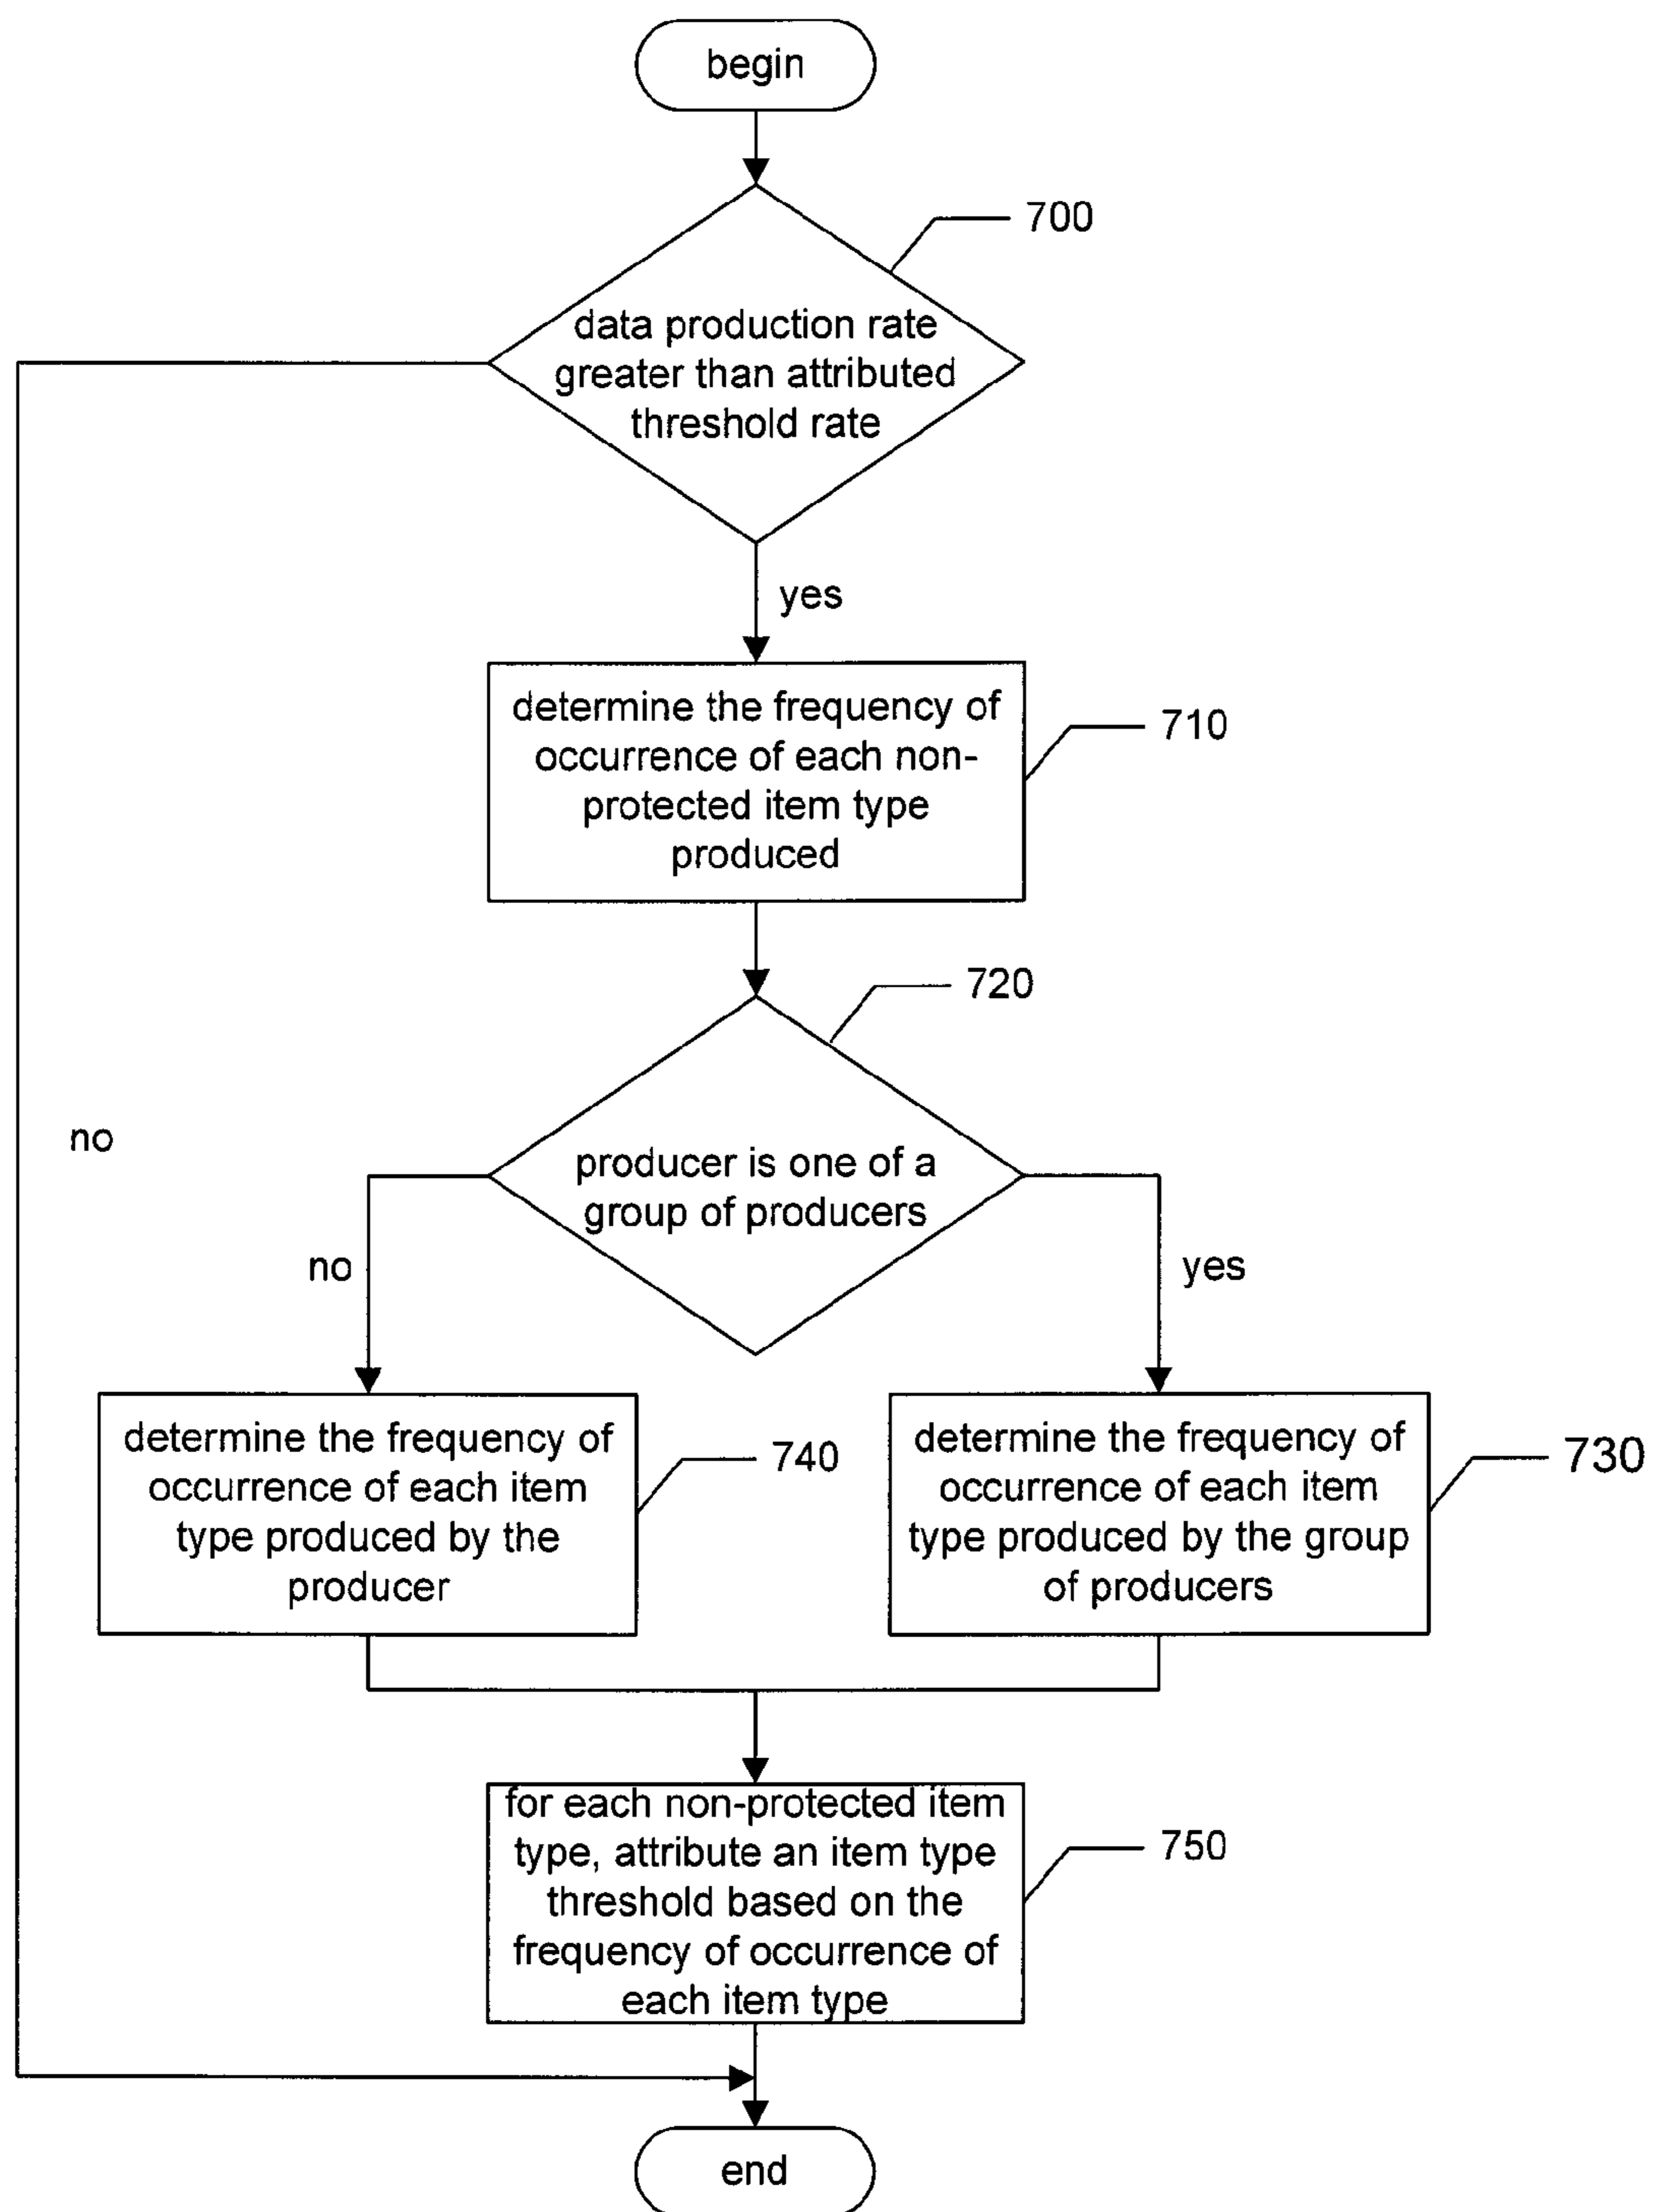 begin
700
data production rate
greater than attributed
threshold rate
yes
determine the frequency of
occurrence of each non-
protected item type
produced
710
720
no
producer is one of a
group of producers
no
yes
determine the frequency of
occurrence of each item
type produced by the
producer
740
determine the frequency of
occurrence of each item
type produced by the group
of producers
730
for each non-protected item
type, attribute an item type
threshold based on the
frequency of occurrence of
each item type
750
end